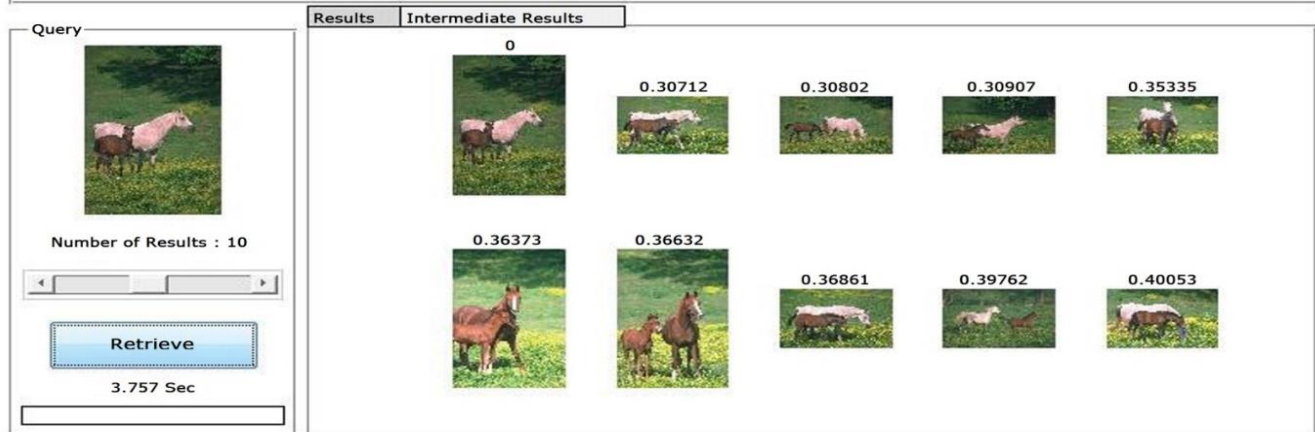 Results Intermediate Results
Query
0
0.30712 0.30802 0.30907 0.35335
Number of Results : 10
0.36373 0.36632
0.36861 0.39762 0.40053
Retrieve
3.757 Sec